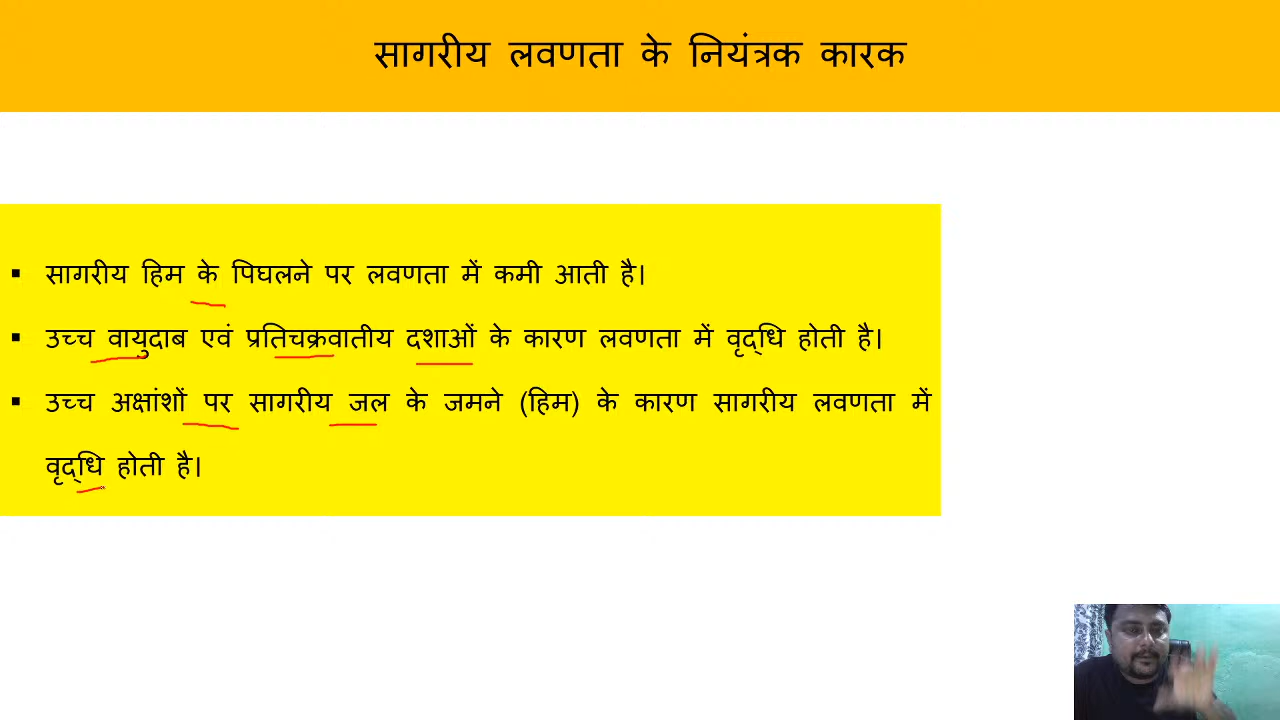 सागरीय लवणता के नियंत्रक कारक
▪ सागरीय हिम के पिघलने पर लवणता में कमी आती है।
▪ उच्च वायुदाब एवं प्रतिचक्रवातीय दशाओं के कारण लवणता में वृद्धि होती है।
▪ उच्च अक्षांशों पर सागरीय जल के जमने (हिम) के कारण सागरीय लवणता में
वृद्धि होती है।